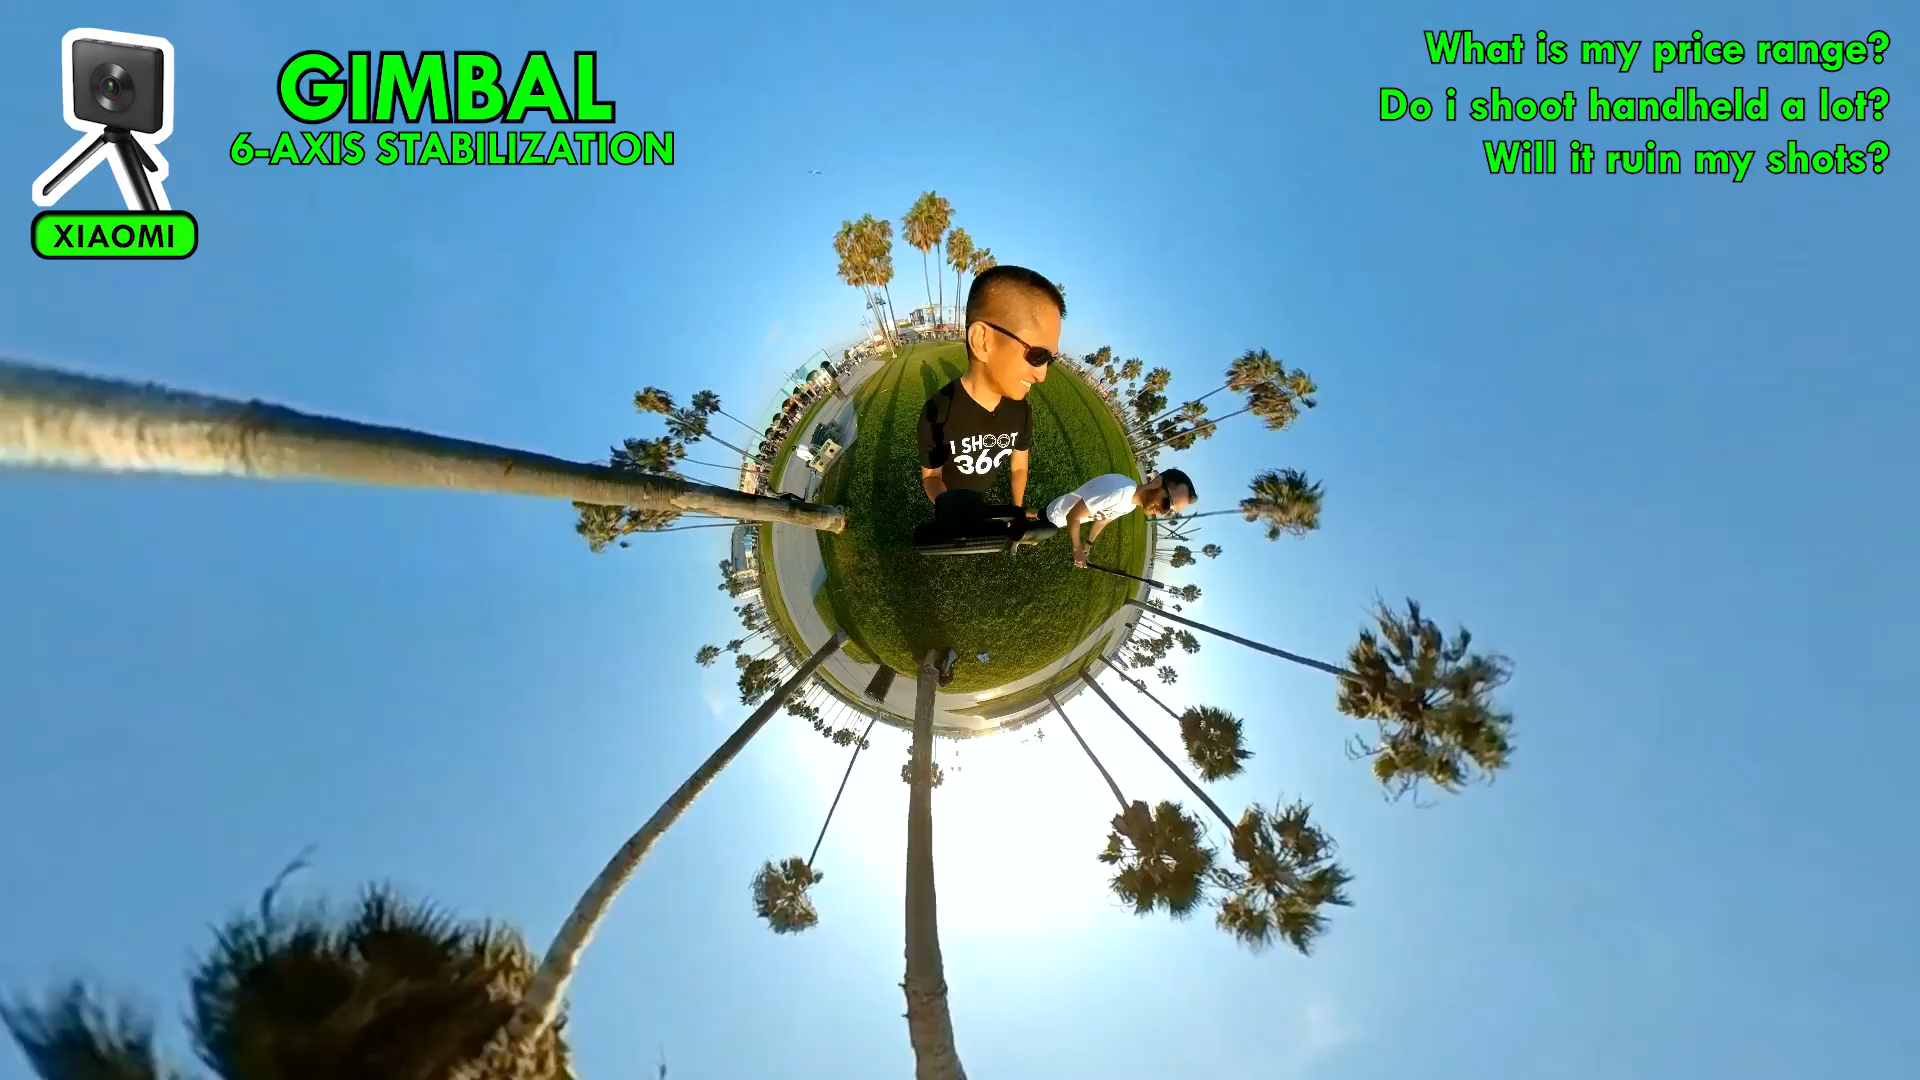 GIMBAL
6-AXIS STABILIZATION
XIAOMI
What is my price range?
Do i shoot handheld a lot?
Will it ruin my shots?
I SHOOT
360